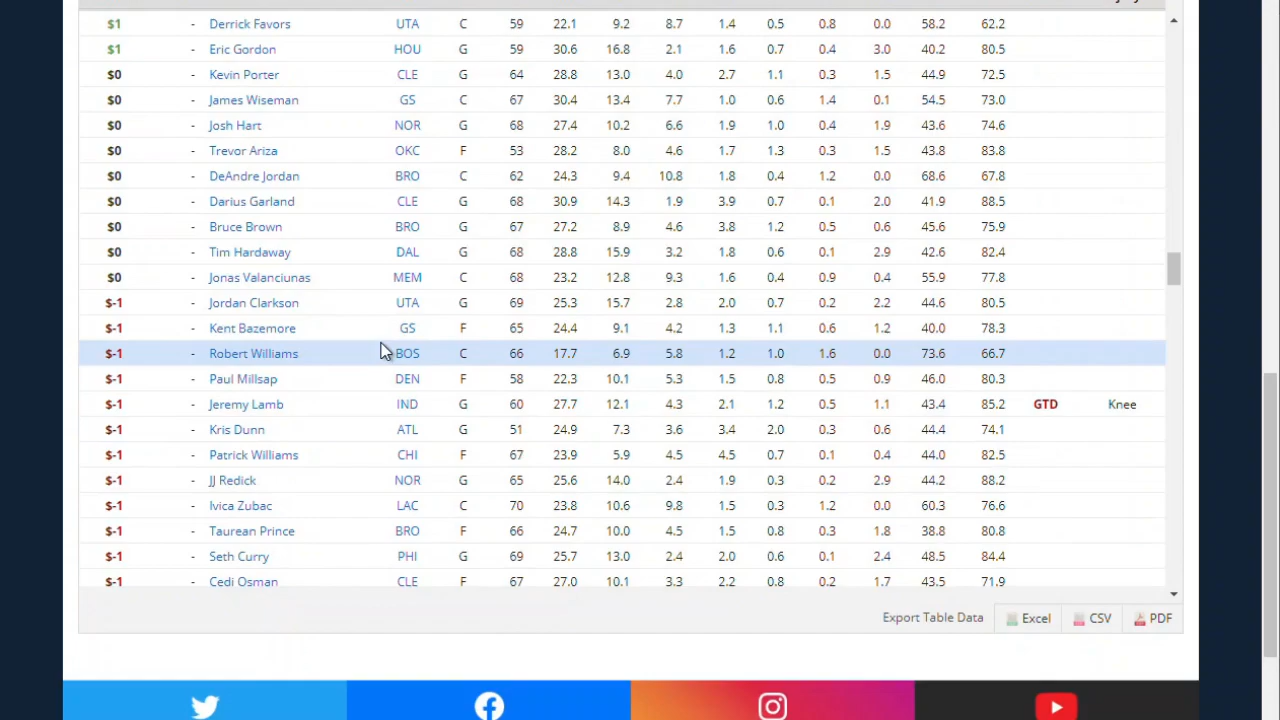 $1 - Derrick Favors UTA C 59 22.1 9.2 8.7 1.4 0.5 0.8 0.0 58.2 62.2
$1 - Eric Gordon HOU G 59 30.6 16.8 2.1 1.6 0.7 0.4 3.0 40.2 80.5
$0 - Kevin Porter CLE G 64 28.8 13.0 4.0 2.7 1.1 0.3 1.5 44.9 72.5
$0 - James Wiseman GS C 67 30.4 13.4 7.7 1.0 0.6 1.4 0.1 54.5 73.0
$0 - Josh Hart NOR G 68 27.4 10.2 6.6 1.9 1.0 0.4 1.9 43.6 74.6
$0 - Trevor Ariza OKC F 53 28.2 8.0 4.6 1.7 1.3 0.3 1.5 43.8 83.8
$0 - DeAndre Jordan BRO C 62 24.3 9.4 10.8 1.8 0.4 1.2 0.0 68.6 67.8
$0 - Darius Garland CLE G 68 30.9 14.3 1.9 3.9 0.7 0.1 2.0 41.9 88.5
$0 - Bruce Brown BRO G 67 27.2 8.9 4.6 3.8 1.2 0.5 0.6 45.6 75.9
$0 - Tim Hardaway DAL G 68 28.8 15.9 3.2 1.8 0.6 0.1 2.9 42.6 82.4
$0 - Jonas Valanciunas MEM C 68 23.2 12.8 9.3 1.6 0.4 0.9 0.4 55.9 77.8
$-1 - Jordan Clarkson UTA G 69 25.3 15.7 2.8 2.0 0.7 0.2 2.2 44.6 80.5
$-1 - Kent Bazemore GS F 65 24.4 9.1 4.2 1.3 1.1 0.6 1.2 40.0 78.3
$-1 - Robert Williams BOS C 66 17.7 6.9 5.8 1.2 1.0 1.6 0.0 73.6 66.7
$-1 - Paul Millsap DEN F 58 22.3 10.1 5.3 1.5 0.8 0.5 0.9 46.0 80.3
$-1 - Jeremy Lamb IND G 60 27.7 12.1 4.3 2.1 1.2 0.5 1.1 43.4 85.2 GTD Knee
$-1 - Kris Dunn ATL G 51 24.9 7.3 3.6 3.4 2.0 0.3 0.6 44.4 74.1
$-1 - Patrick Williams CHI F 67 23.9 5.9 4.5 4.5 0.7 0.1 0.4 44.0 82.5
$-1 - JJ Redick NOR G 65 25.6 14.0 2.4 1.9 0.3 0.2 2.9 44.2 88.2
$-1 - Ivica Zubac LAC C 70 23.8 10.6 9.8 1.5 0.3 1.2 0.0 60.3 76.6
$-1 - Taurean Prince BRO F 66 24.7 10.0 4.5 1.5 0.8 0.3 1.8 38.8 80.8
$-1 - Seth Curry PHI G 69 25.7 13.0 2.4 2.0 0.6 0.1 2.4 48.5 84.4
$-1 - Cedi Osman CLE F 67 27.0 10.1 3.3 2.2 0.8 0.2 1.7 43.5 71.9
Export Table Data Excel CSV PDF